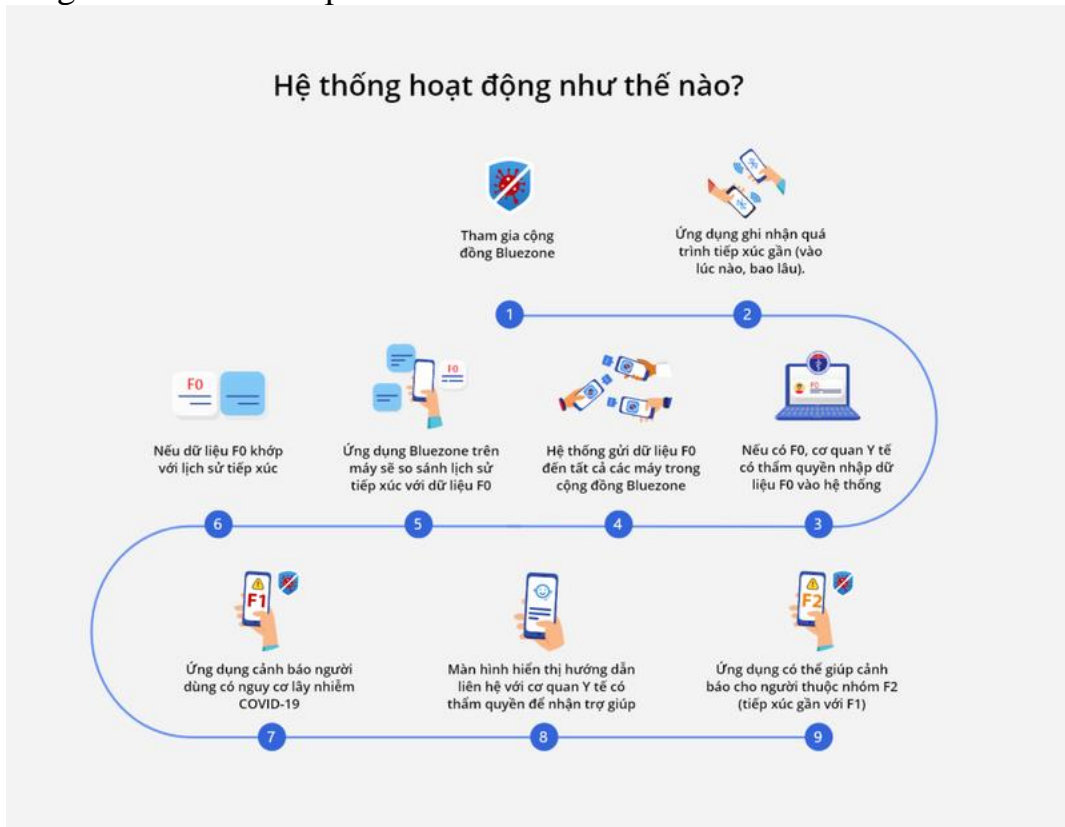 Hệ thống hoạt động như thế nào?
Tham gia cộng
đồng Bluezone
Ứng dụng ghi nhận quá
trình tiếp xúc gần (vào
lúc nào, bao lâu).
1
2
Nếu có F0, cơ quan Y tế
có thẩm quyền nhập dữ
liệu F0 vào hệ thống
3
F0
Hệ thống gửi dữ liệu F0
đến tất cả các máy trong
cộng đồng Bluezone
4
F0
Ứng dụng Bluezone trên
máy sẽ so sánh lịch sử
tiếp xúc với dữ liệu F0
5
F0
Nếu dữ liệu F0 khớp
với lịch sử tiếp xúc
6
F1
Ứng dụng cảnh báo người
dùng có nguy cơ lây nhiễm
COVID-19
7
Màn hình hiển thị hướng dẫn
liên hệ với cơ quan Y tế có
thẩm quyền để nhận trợ giúp
8
F2
Ứng dụng có thể giúp cảnh
báo cho người thuộc nhóm F2
(tiếp xúc gần với F1)
9